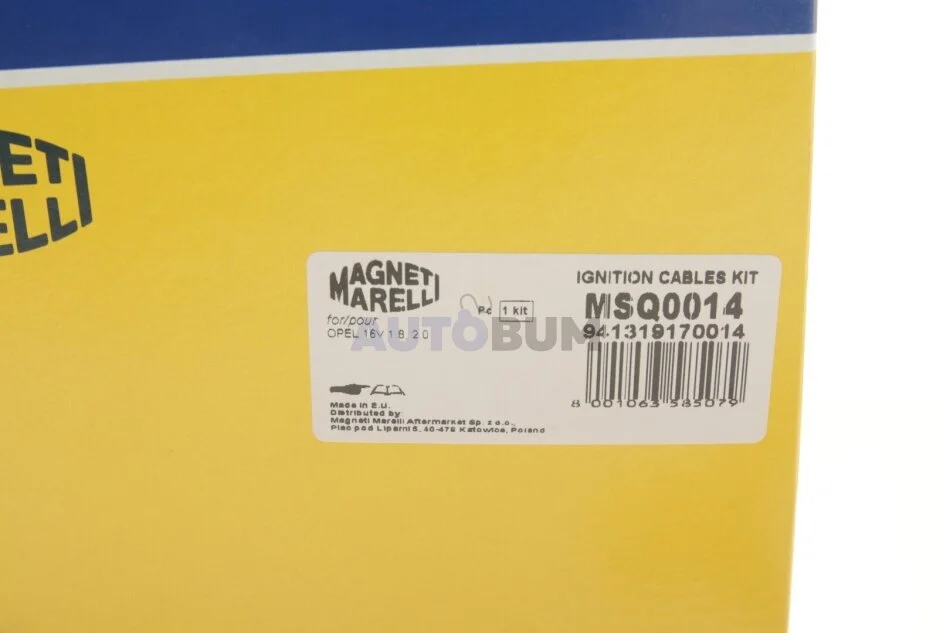 NETI
RELLI
MAGNETI
MARELLI
for/pour
OPEL 16V 1.8, 2.0
Pc 1 kit
IGNITION CABLES KIT
MSQ0014
941319170014
8 001063 585079
Made in E.U.
Distributed by:
Magneti Marelli Aftermarket Sp. z o.o.,
Plac pod Lipami 5, 40-476 Katowice, Poland
AUTOBUM